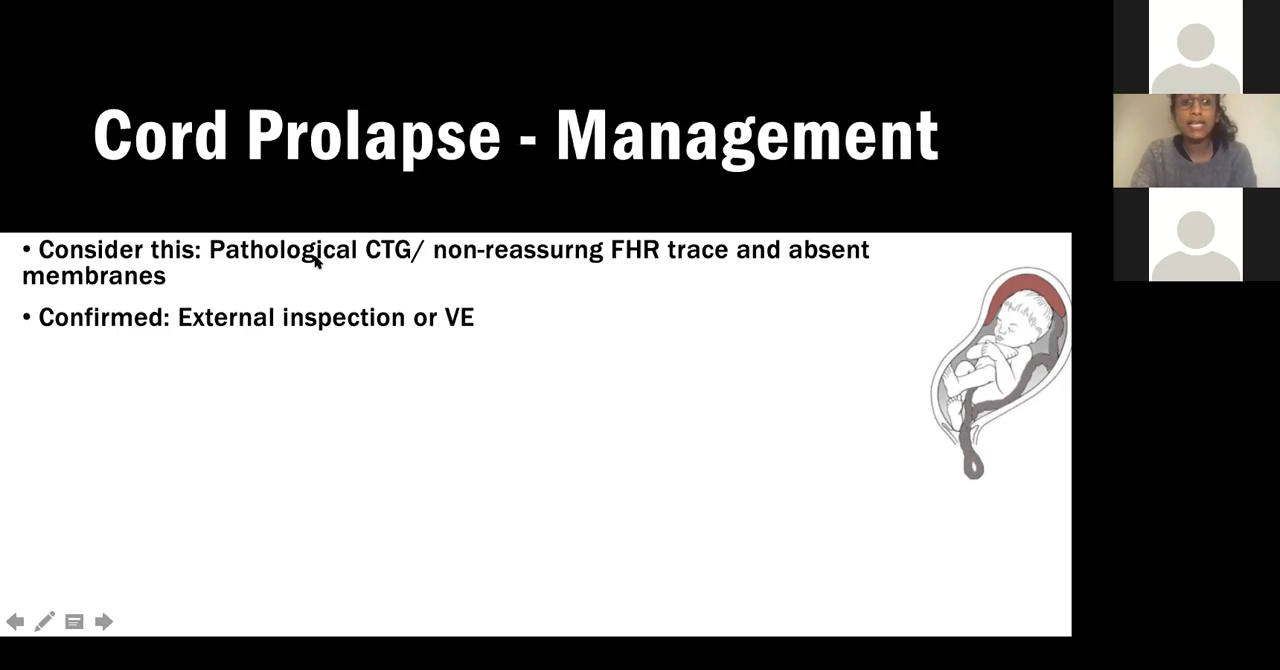 Cord Prolapse - Management
• Consider this: Pathological CTG/ non-reassurng FHR trace and absent
membranes
• Confirmed: External inspection or VE